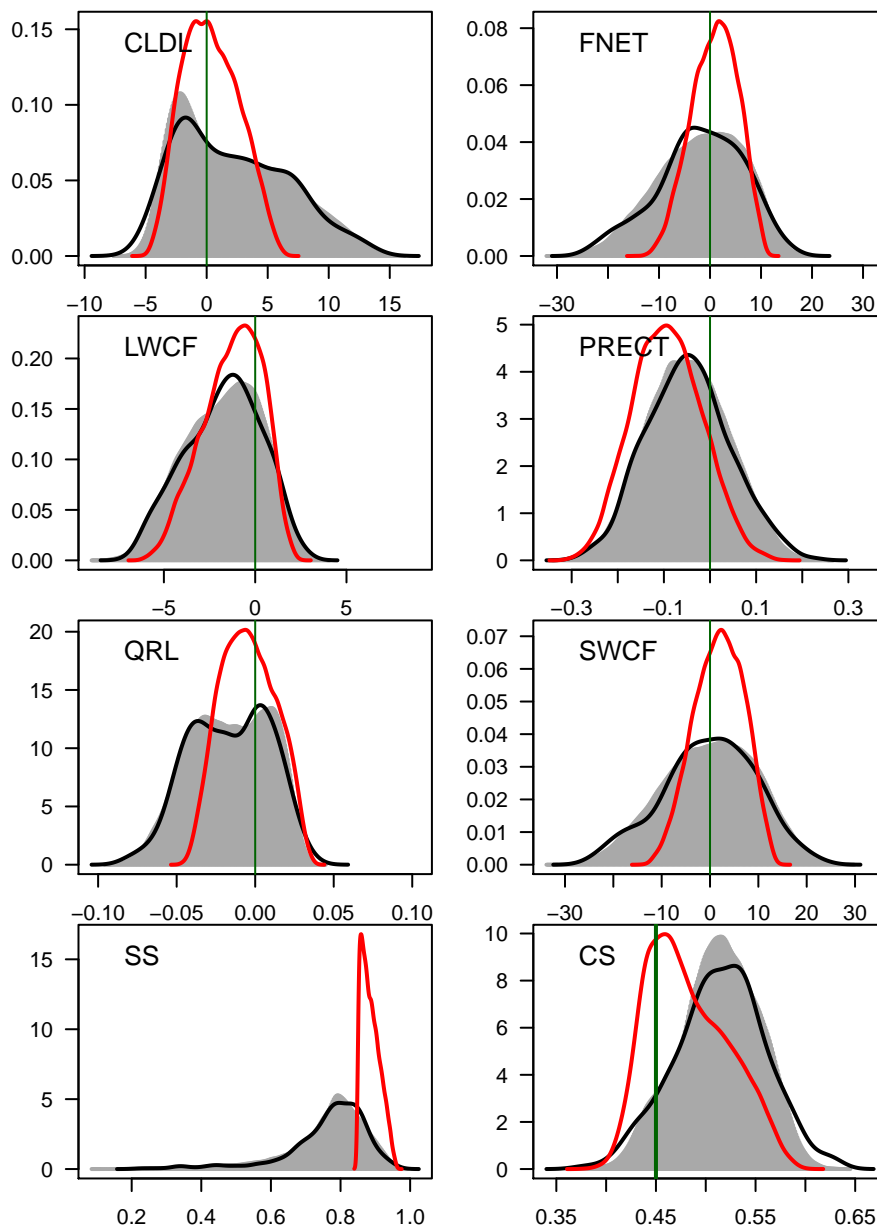 CLDL
0.15
0.10
0.05
0.00
−10 −5 0 5 10 15
FNET
0.08
0.06
0.04
0.02
0.00
−30 −10 0 10 20 30
LWCF
0.20
0.15
0.10
0.05
0.00
−5 0 5
PRECT
5
4
3
2
1
0
−0.3 −0.1 0.1 0.3
QRL
20
15
10
5
0
−0.10 −0.05 0.00 0.05 0.10
SWCF
0.07
0.06
0.05
0.04
0.03
0.02
0.01
0.00
−30 −10 0 10 20 30
SS
15
10
5
0
0.2 0.4 0.6 0.8 1.0
CS
10
8
6
4
2
0
0.35 0.45 0.55 0.65